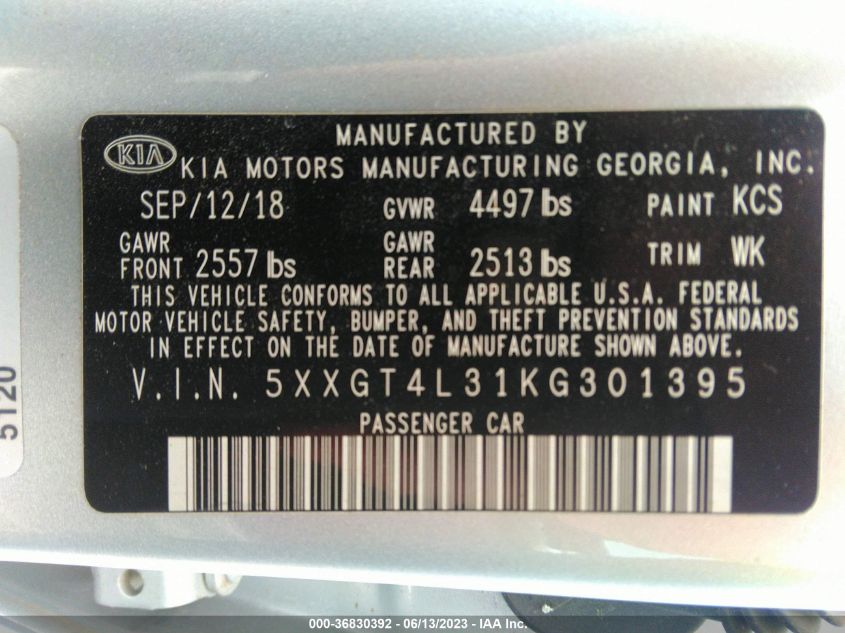 MANUFACTURED BY
KIA KIA MOTORS MANUFACTURING GEORGIA, INC.
SEP/12/18 GVWR 4497 lbs PAINT KCS
GAWR FRONT 2557 lbs GAWR REAR 2513 lbs TRIM WK
THIS VEHICLE CONFORMS TO ALL APPLICABLE U.S.A. FEDERAL
MOTOR VEHICLE SAFETY, BUMPER, AND THEFT PREVENTION STANDARDS
IN EFFECT ON THE DATE OF MANUFACTURE SHOWN ABOVE.
V.I.N. 5XXGT4L31KG301395
PASSENGER CAR
5120
000-36830392 - 06/13/2023 - IAA Inc.